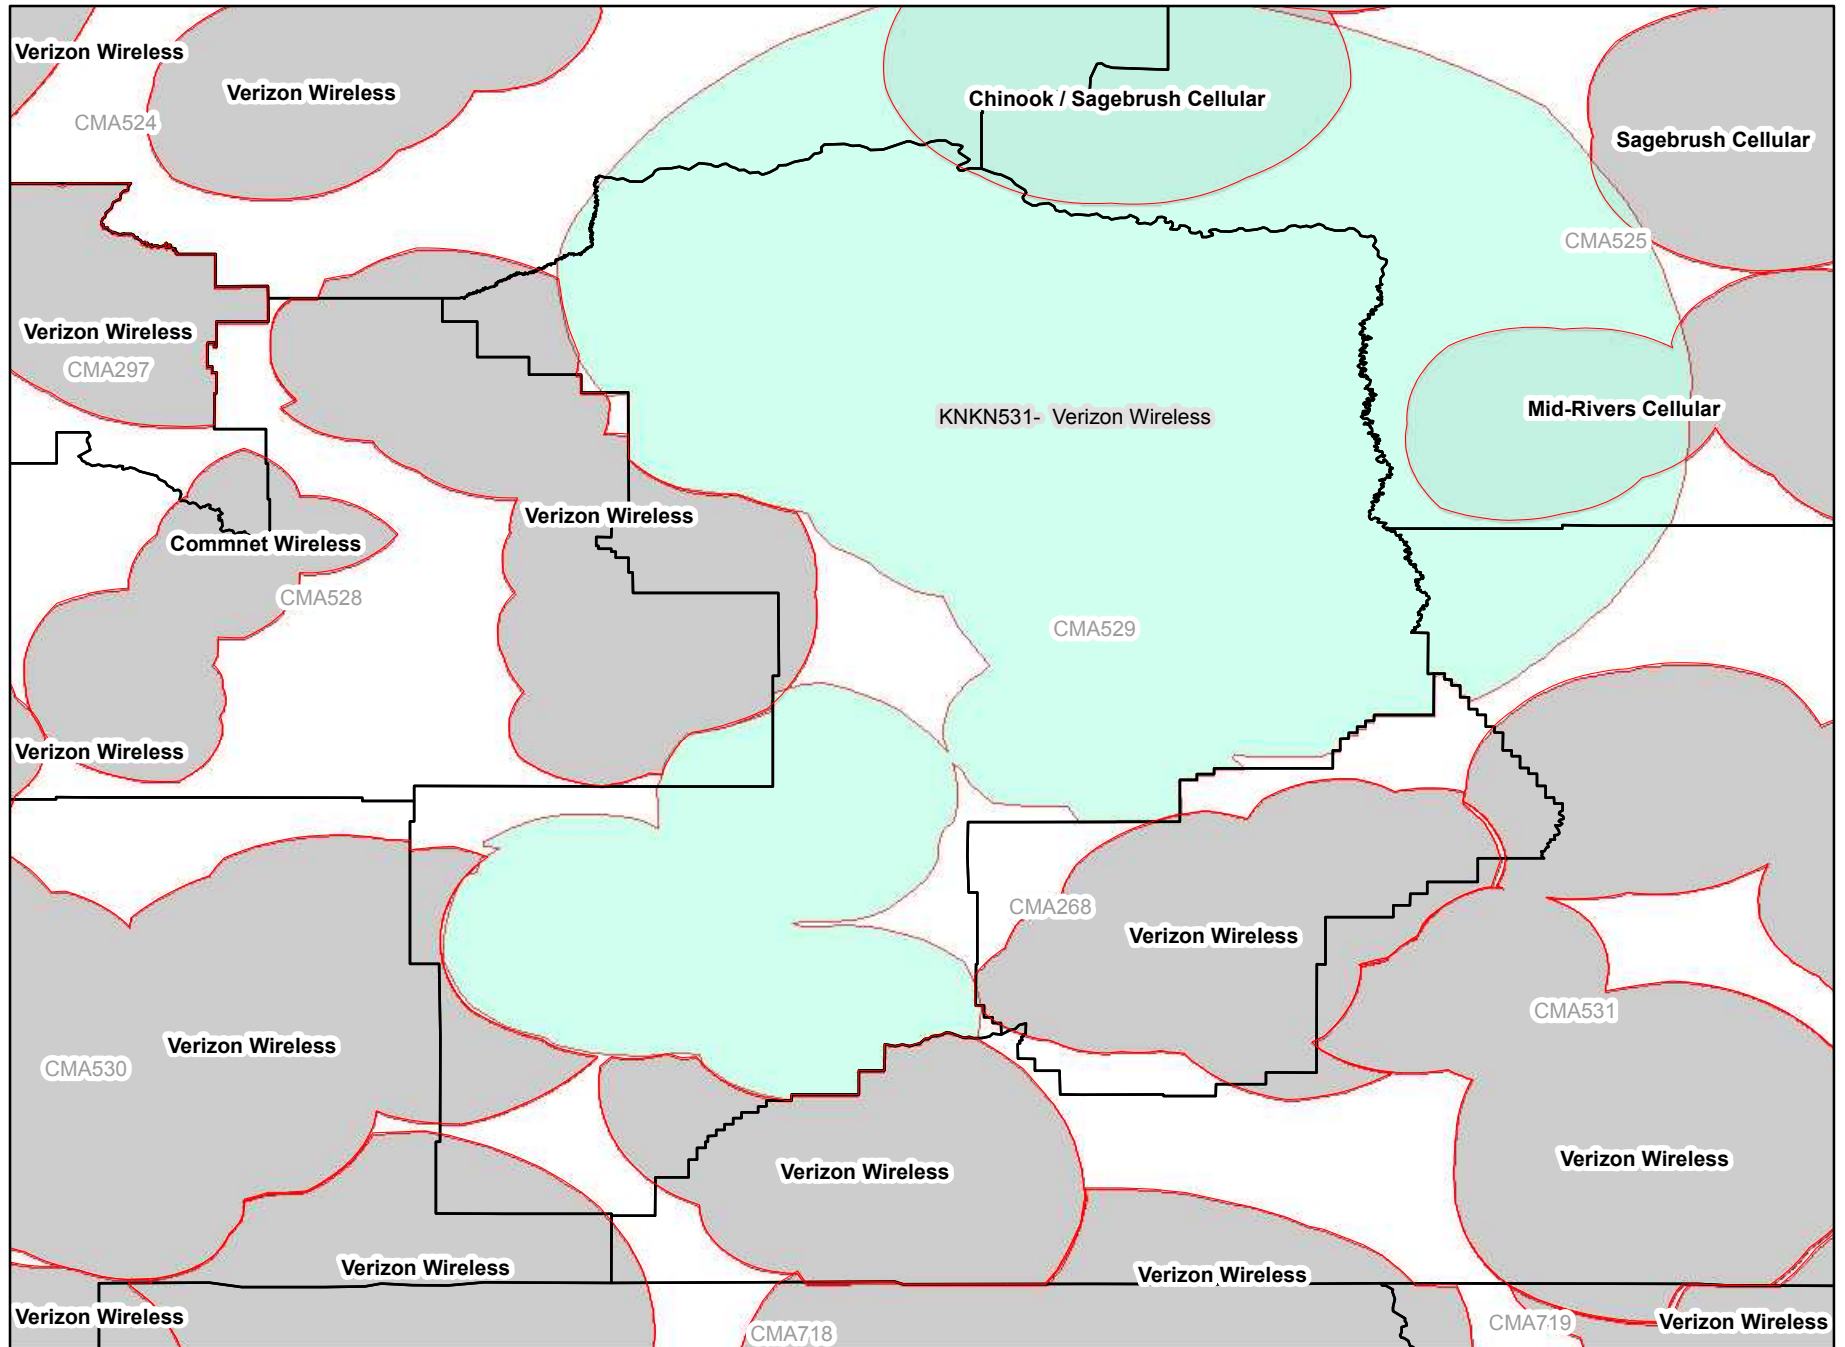 Verizon Wireless
Verizon Wireless
Chinook / Sagebrush Cellular
CMA524
Sagebrush Cellular
CMA525
Verizon Wireless
CMA297
KNKN531- Verizon Wireless
Mid-Rivers Cellular
Verizon Wireless
Commnet Wireless
CMA528
CMA529
Verizon Wireless
CMA268
Verizon Wireless
CMA531
Verizon Wireless
CMA530
Verizon Wireless
Verizon Wireless
Verizon Wireless
Verizon Wireless
Verizon Wireless
CMA718
CMA719
Verizon Wireless